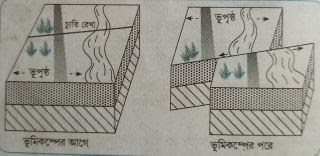 চ্যুতি রেখা
ভূপৃষ্ঠ
ভূপৃষ্ঠ
ভূমিকম্পের আগে
ভূমিকম্পের পরে